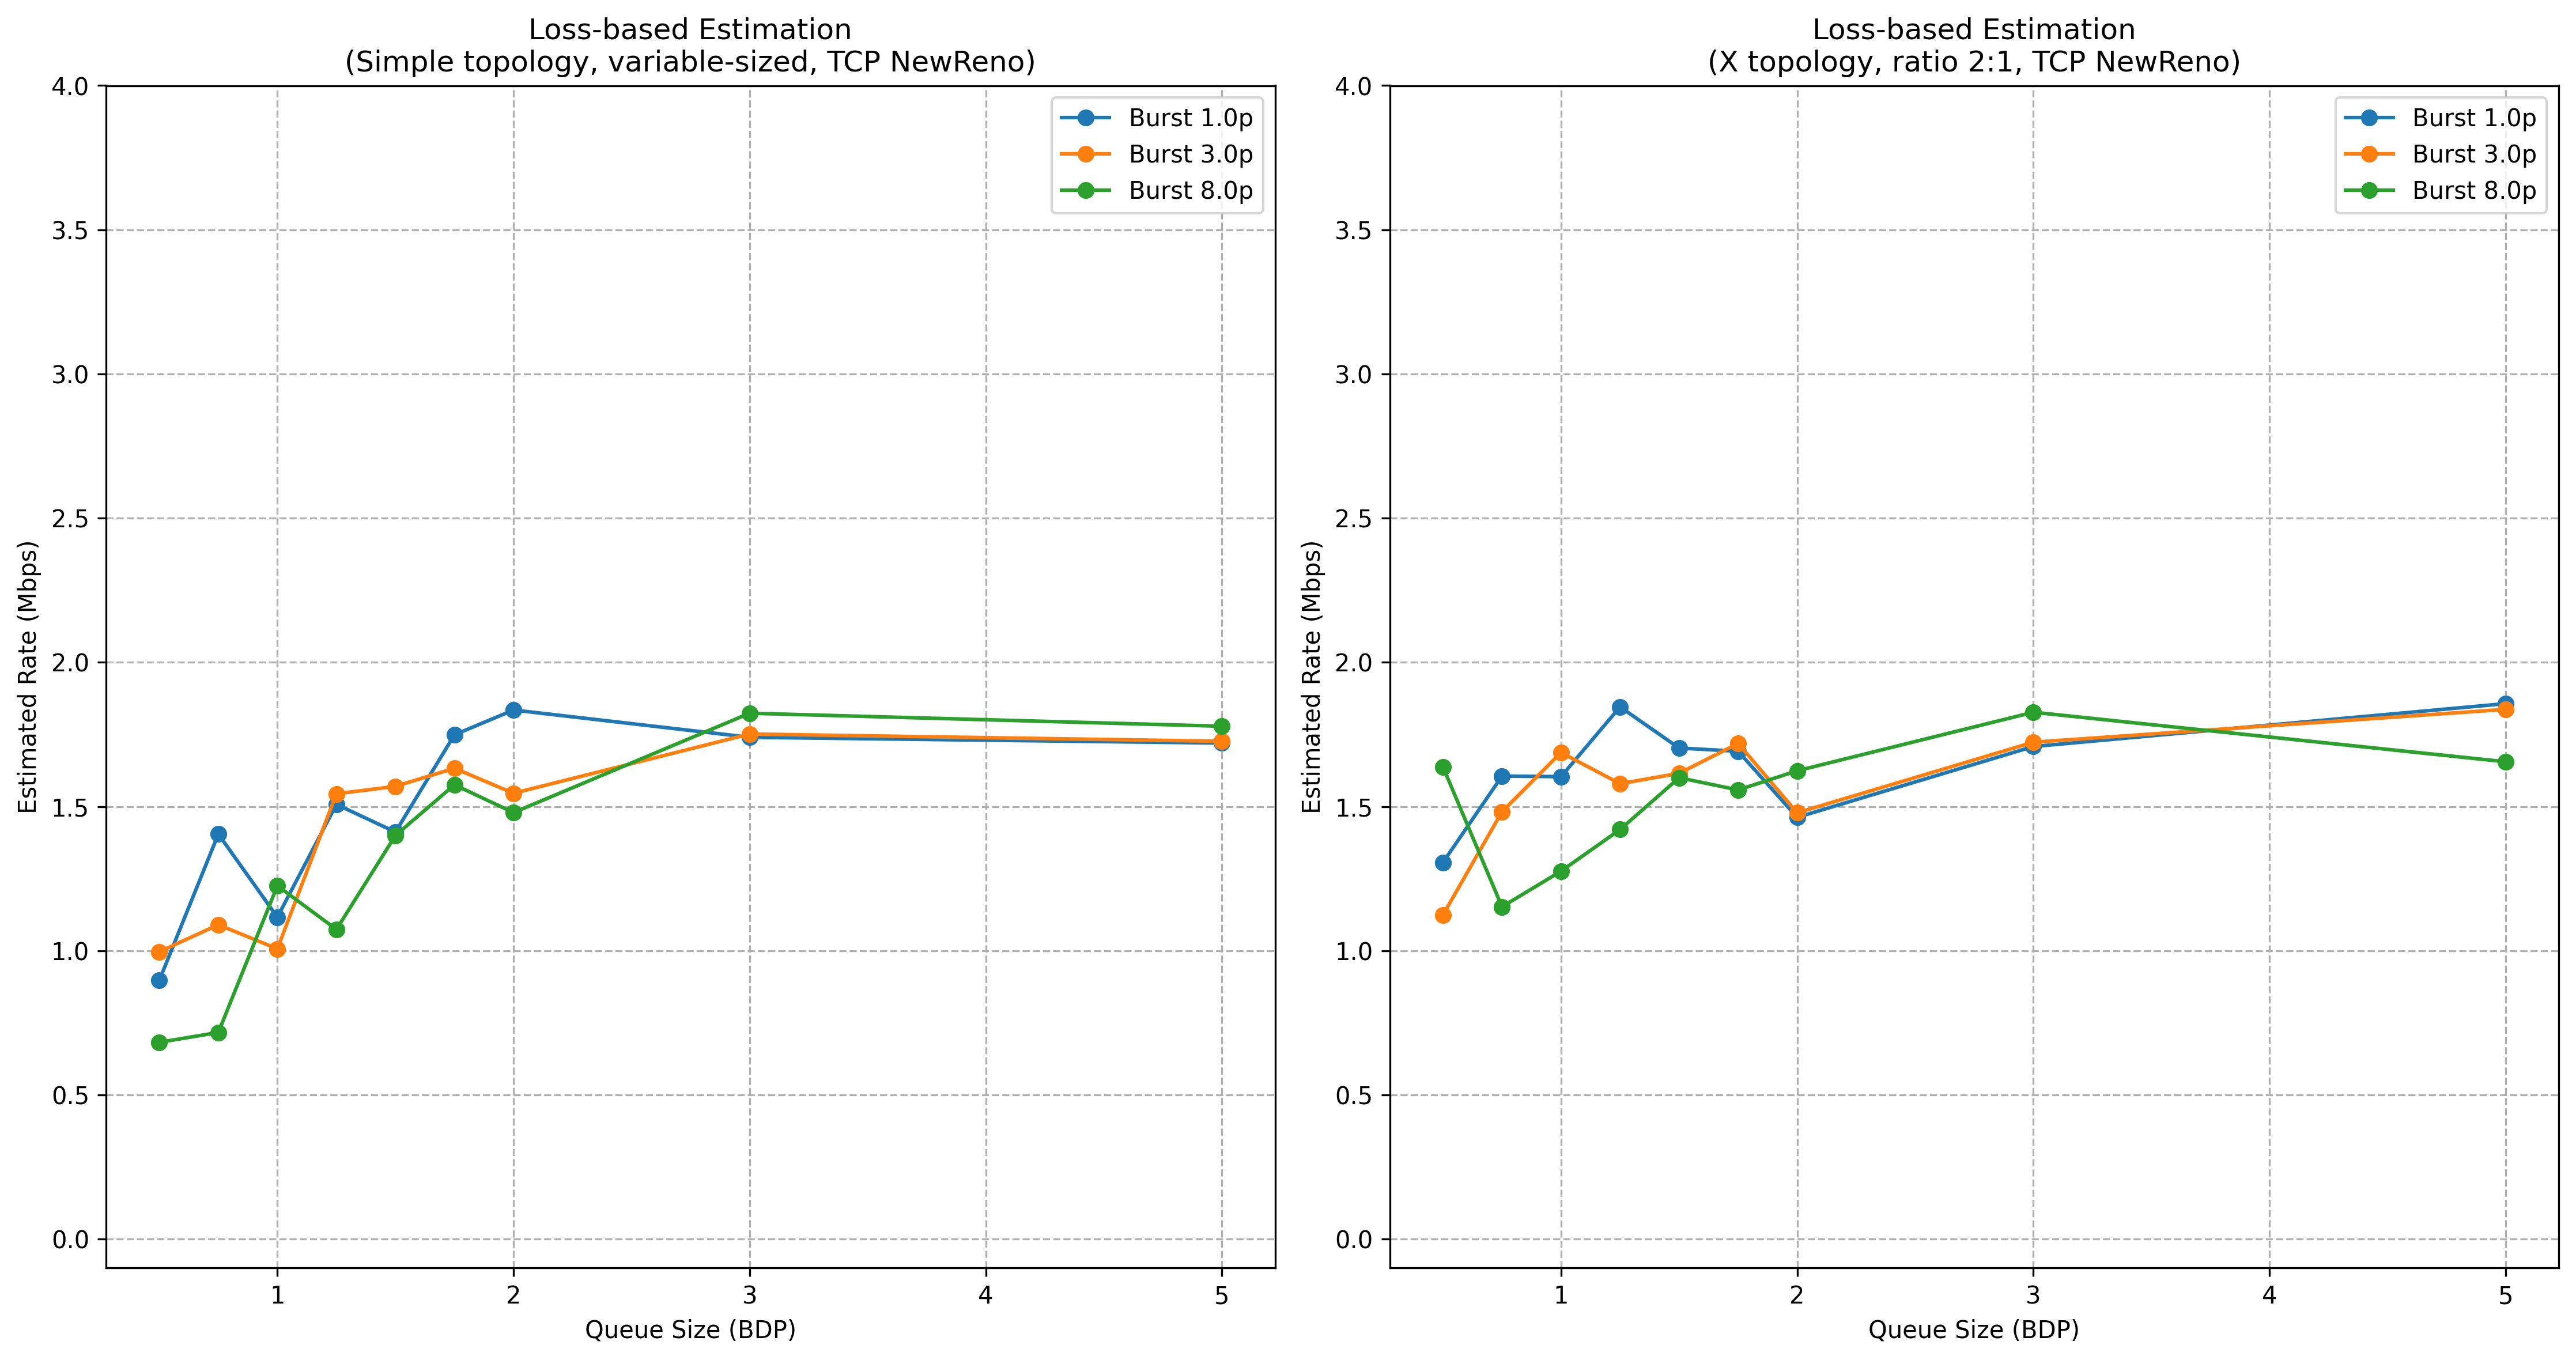 Loss-based Estimation
(Simple topology, variable-sized, TCP NewReno)
4.0
3.5
3.0
2.5
2.0
1.5
1.0
0.5
0.0
Estimated Rate (Mbps)
Burst 1.0p
Burst 3.0p
Burst 8.0p
1 2 3 4 5
Queue Size (BDP)
Loss-based Estimation
(X topology, ratio 2:1, TCP NewReno)
4.0
3.5
3.0
2.5
2.0
1.5
1.0
0.5
0.0
Estimated Rate (Mbps)
Burst 1.0p
Burst 3.0p
Burst 8.0p
1 2 3 4 5
Queue Size (BDP)